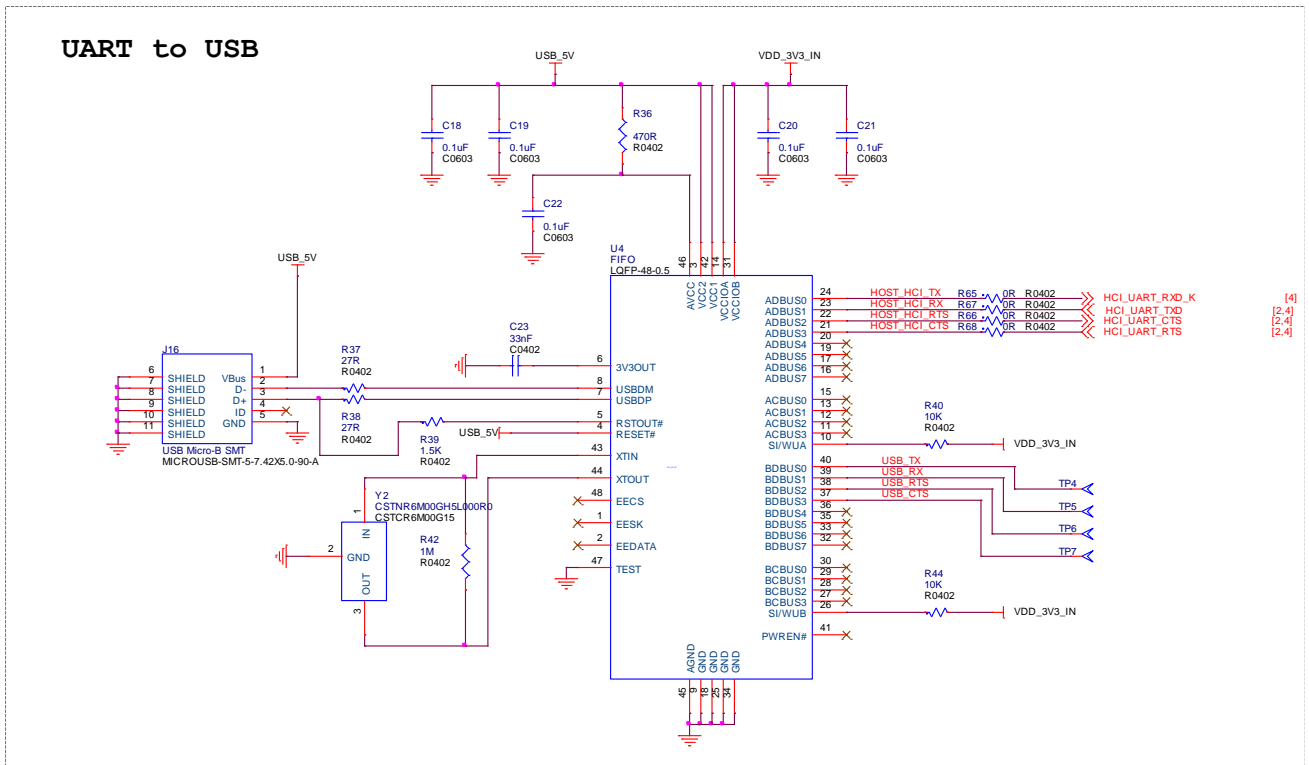 UART to USB
USB_5V
VDD_3V3_IN
C18
0.1uF
C0603
C19
0.1uF
C0603
R36
470R
R0402
C20
0.1uF
C0603
C21
0.1uF
C0603
C22
0.1uF
C0603
U4
FIFO
LQFP-48-0.5
46
3
42
14
31
AVCC
VCC2
VCC1
VCCIOA
VCCIOB
USB_5V
C23
33nF
C0402
J16
6 SHIELD VBus 1
7 SHIELD D- 2
8 SHIELD D+ 3
9 SHIELD ID 4
10 SHIELD GND 5
11 SHIELD
USB Micro-B SMT
MICROUSB-SMT-5-7.42X5.0-90-A
R37
27R
R0402
R38
27R
R0402
R39
1.5K
R0402
USB_5V
6 3V3OUT
8 USBDM
7 USBDP
5 RSTOUT#
4 RESET#
43 XTIN
44 XTOUT
48 EECS
1 EESK
2 EEDATA
47 TEST
Y2
CSTNR6M00GH5L000R0
CSTCR6M00G15
1 IN
2 GND
3 OUT
R42
1M
R0402
ADBUS0 24 HOST_HCI_TX R65 0R R0402 HCI_UART_RXD_K [4]
ADBUS1 23 HOST_HCI_RX R67 0R R0402 HCI_UART_TXD [2,4]
ADBUS2 22 HOST_HCI_RTS R66 0R R0402 HCI_UART_CTS [2,4]
ADBUS3 21 HOST_HCI_CTS R68 0R R0402 HCI_UART_RTS [2,4]
ADBUS4 20
ADBUS5 19
ADBUS6 17
ADBUS7 16
ACBUS0 15
ACBUS1 13
ACBUS2 12
ACBUS3 11
SI/WUA 10
R40
10K
R0402
VDD_3V3_IN
BDBUS0 40 USB_TX TP4
BDBUS1 39 USB_RX TP5
BDBUS2 38 USB_RTS TP6
BDBUS3 37 USB_CTS TP7
BDBUS4 36
BDBUS5 35
BDBUS6 33
BDBUS7 32
BCBUS0 30
BCBUS1 29
BCBUS2 28
BCBUS3 27
SI/WUB 26
R44
10K
R0402
VDD_3V3_IN
PWREN# 41
AGND
GND
GND
GND
GND
45
9
18
25
34